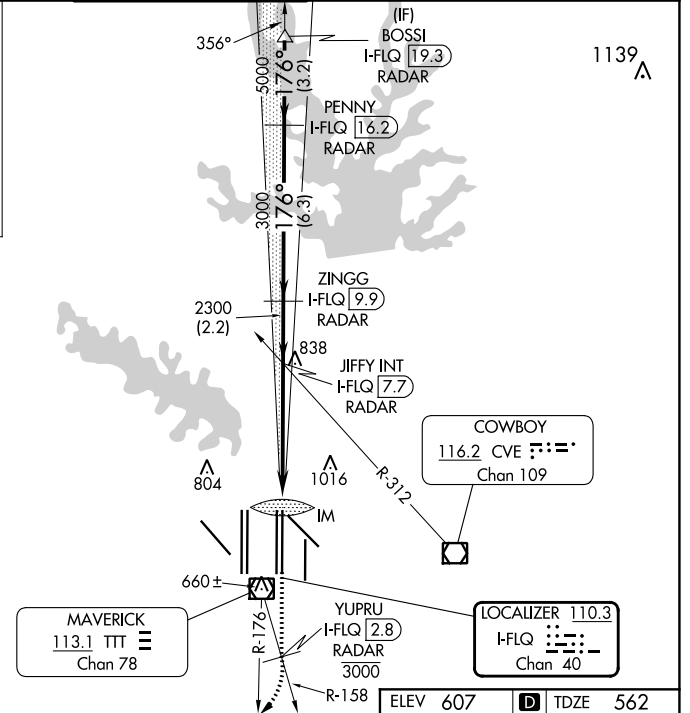 (IF)
BOSSI
I-FLQ 19.3
RADAR
356°
5000
176°
(3.2)
1139
PENNY
I-FLQ 16.2
RADAR
3000
176°
(6.3)
ZINGG
I-FLQ 9.9
RADAR
2300
(2.2)
838
JIFFY INT
I-FLQ 7.7
RADAR
COWBOY
116.2 CVE
Chan 109
R-312
804
1016
IM
660±
MAVERICK
113.1 TTT
Chan 78
R-176
YUPRU
I-FLQ 2.8
RADAR
3000
R-158
LOCALIZER 110.3
I-FLQ
Chan 40
ELEV 607 D TDZE 562